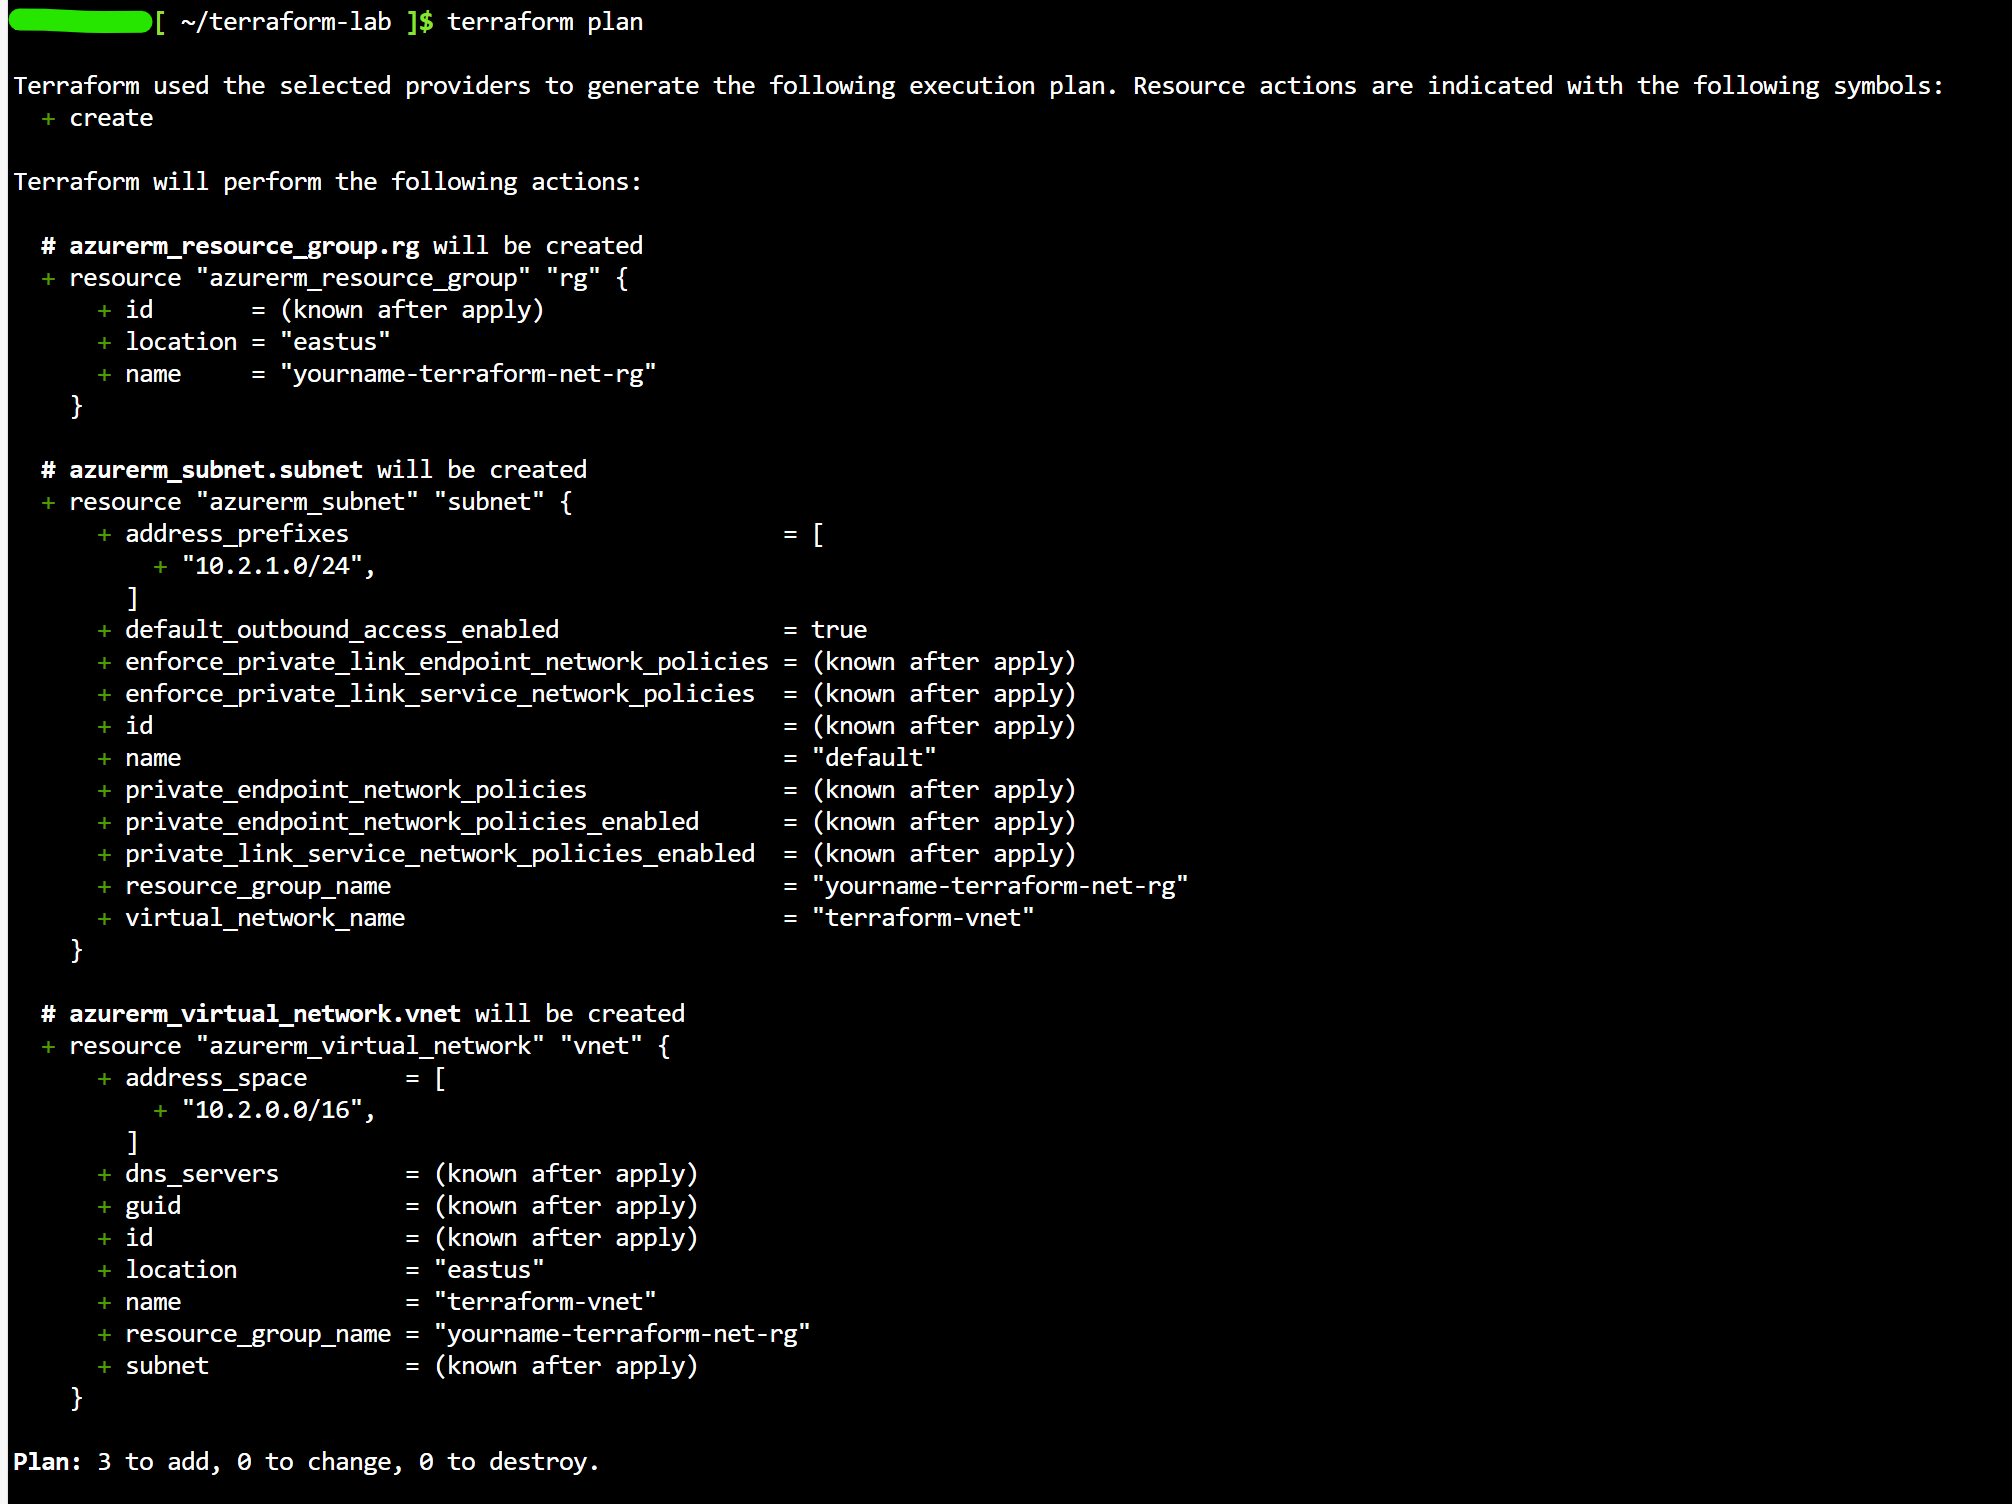 [ ~/terraform-lab ]$ terraform plan
Terraform used the selected providers to generate the following execution plan. Resource actions are indicated with the following symbols:
+ create
Terraform will perform the following actions:
# azurerm_resource_group.rg will be created
+ resource "azurerm_resource_group" "rg" {
+ id       = (known after apply)
+ location = "eastus"
+ name     = "yourname-terraform-net-rg"
}
# azurerm_subnet.subnet will be created
+ resource "azurerm_subnet" "subnet" {
+ address_prefixes                               = [
+ "10.2.1.0/24",
]
+ default_outbound_access_enabled                = true
+ enforce_private_link_endpoint_network_policies = (known after apply)
+ enforce_private_link_service_network_policies  = (known after apply)
+ id                                             = (known after apply)
+ name                                           = "default"
+ private_endpoint_network_policies              = (known after apply)
+ private_endpoint_network_policies_enabled      = (known after apply)
+ private_link_service_network_policies_enabled  = (known after apply)
+ resource_group_name                            = "yourname-terraform-net-rg"
+ virtual_network_name                           = "terraform-vnet"
}
# azurerm_virtual_network.vnet will be created
+ resource "azurerm_virtual_network" "vnet" {
+ address_space       = [
+ "10.2.0.0/16",
]
+ dns_servers         = (known after apply)
+ guid                = (known after apply)
+ id                  = (known after apply)
+ location            = "eastus"
+ name                = "terraform-vnet"
+ resource_group_name = "yourname-terraform-net-rg"
+ subnet              = (known after apply)
}
Plan: 3 to add, 0 to change, 0 to destroy.